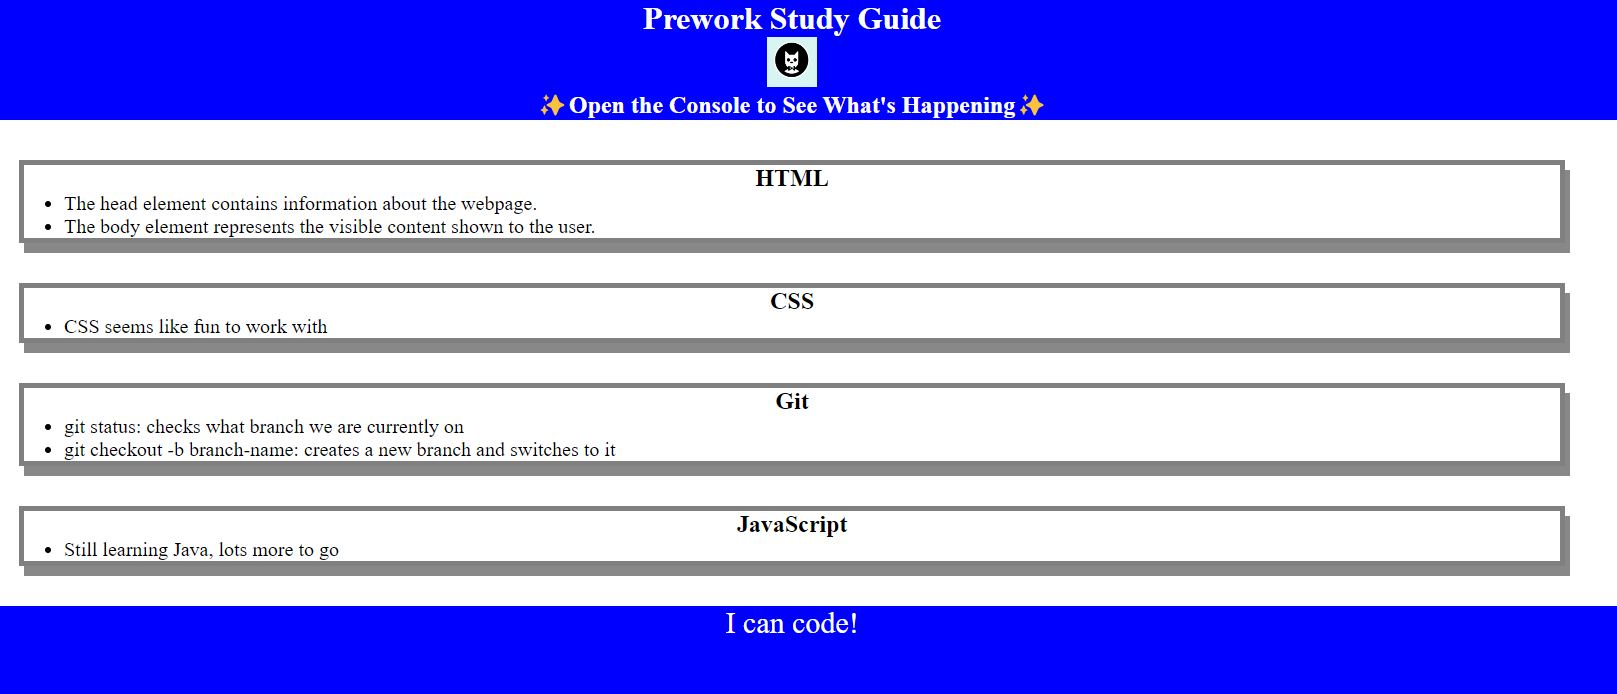 Prework Study Guide
✨Open the Console to See What's Happening✨
HTML
• The head element contains information about the webpage.
• The body element represents the visible content shown to the user.
CSS
• CSS seems like fun to work with
Git
• git status: checks what branch we are currently on
• git checkout -b branch-name: creates a new branch and switches to it
JavaScript
• Still learning Java, lots more to go
I can code!